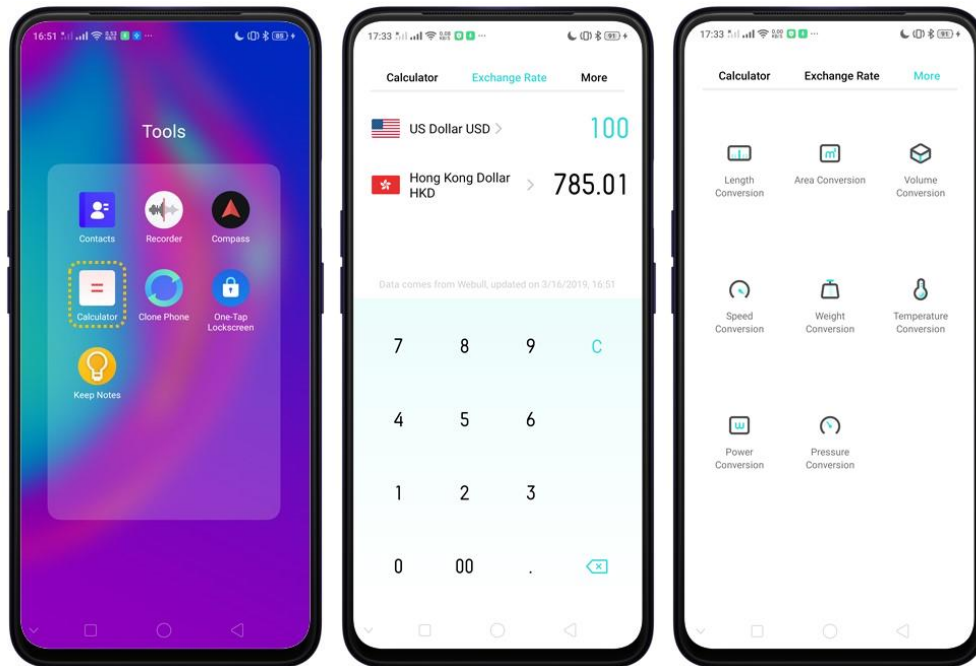 16:51
Tools
Contacts
Recorder
Compass
Calculator
Clone Phone
One-Tap
Lockscreen
Keep Notes
17:33
Calculator
Exchange Rate
More
US Dollar USD
100
Hong Kong Dollar
HKD
785.01
Data comes from Webull, updated on 3/16/2019, 16:51
7 8 9 C
4 5 6
1 2 3
0 00 .
17:33
Calculator
Exchange Rate
More
Length
Conversion
Area Conversion
Volume
Conversion
Speed
Conversion
Weight
Conversion
Temperature
Conversion
Power
Conversion
Pressure
Conversion